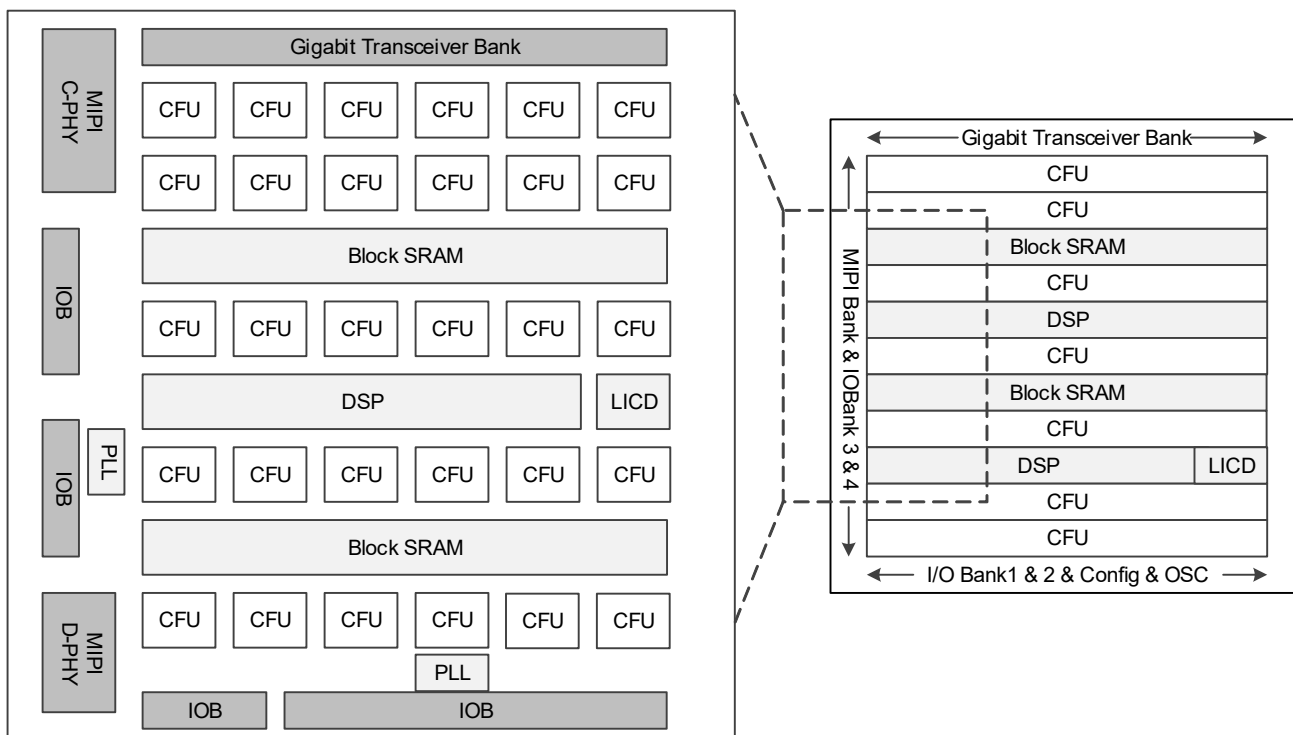 Gigabit Transceiver Bank
MIPI
C-PHY
CFU CFU CFU CFU CFU CFU
CFU CFU CFU CFU CFU CFU
Block SRAM
IOB
CFU CFU CFU CFU CFU CFU
DSP LICD
IOB
PLL
CFU CFU CFU CFU CFU CFU
Block SRAM
MIPI
D-PHY
CFU CFU CFU CFU CFU CFU
PLL
IOB IOB
Gigabit Transceiver Bank
MIPI Bank & IOBank 3 & 4
CFU
CFU
Block SRAM
CFU
DSP
CFU
Block SRAM
CFU
DSP LICD
CFU
CFU
I/O Bank1 & 2 & Config & OSC